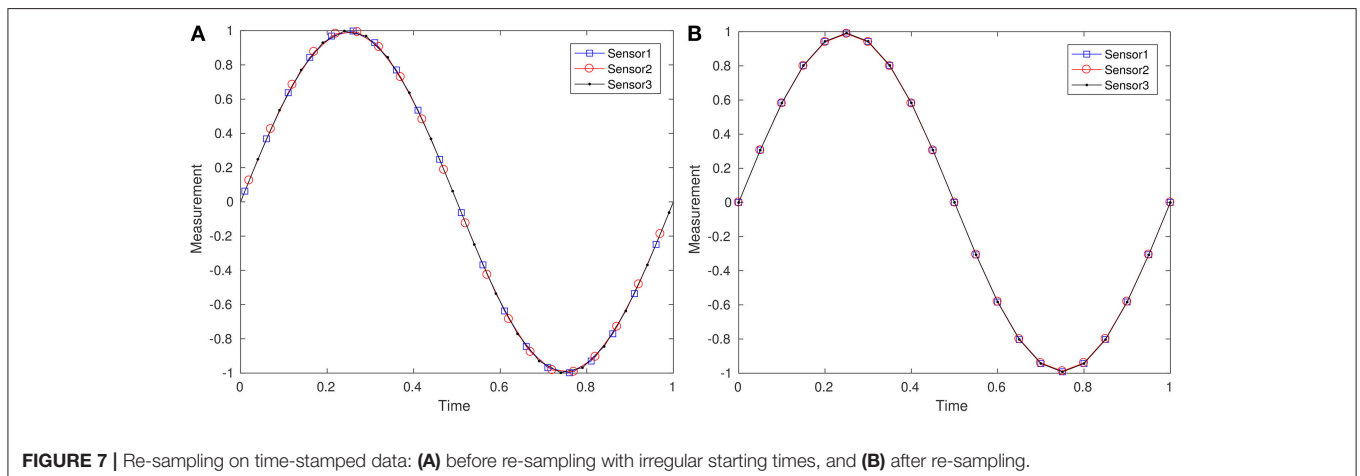 A
1
0.8
0.6
0.4
0.2
0
-0.2
-0.4
-0.6
-0.8
-1
Measurement
0
0.2
0.4
0.6
0.8
1
Time
Sensor1
Sensor2
Sensor3
B
1
0.8
0.6
0.4
0.2
0
-0.2
-0.4
-0.6
-0.8
-1
Measurement
0
0.2
0.4
0.6
0.8
1
Time
Sensor1
Sensor2
Sensor3
FIGURE 7 | Re-sampling on time-stamped data: (A) before re-sampling with irregular starting times, and (B) after re-sampling.